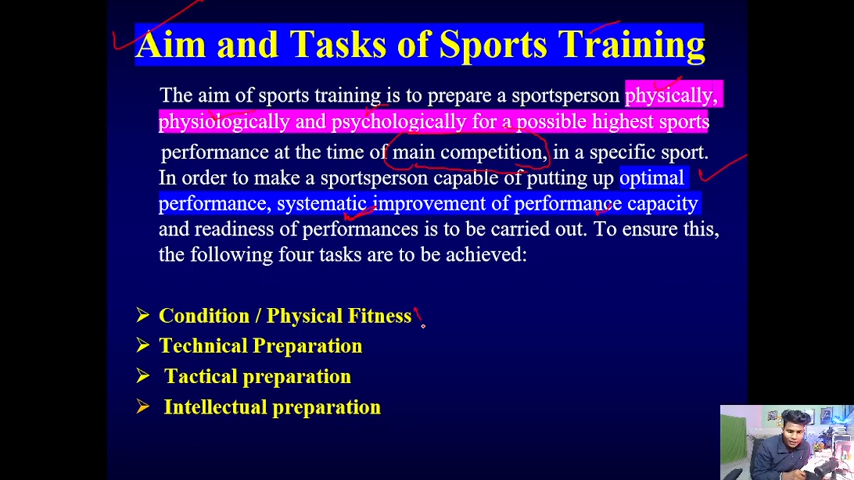 Aim and Tasks of Sports Training
The aim of sports training is to prepare a sportsperson physically,
physiologically and psychologically for a possible highest sports
performance at the time of main competition, in a specific sport.
In order to make a sportsperson capable of putting up optimal
performance, systematic improvement of performance capacity
and readiness of performances is to be carried out. To ensure this,
the following four tasks are to be achieved:
Condition / Physical Fitness
Technical Preparation
Tactical preparation
Intellectual preparation